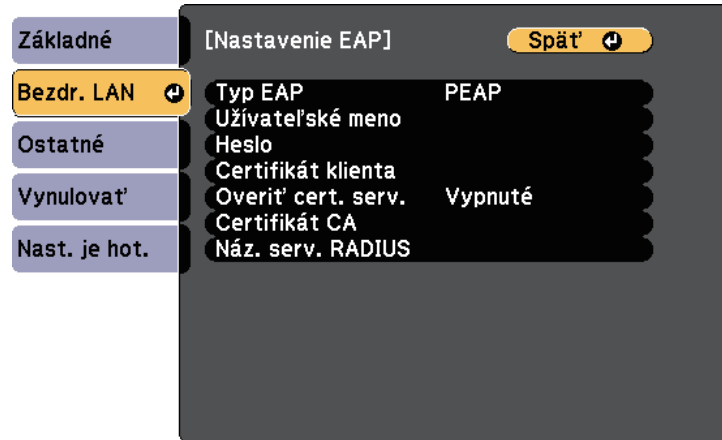 Základné
Bezdr. LAN
Ostatné
Vynulovať
Nast. je hot.
[Nastavenie EAP]
Späť
Typ EAP PEAP
Užívateľské meno
Heslo
Certifikát klienta
Overiť cert. serv. Vypnuté
Certifikát CA
Náz. serv. RADIUS